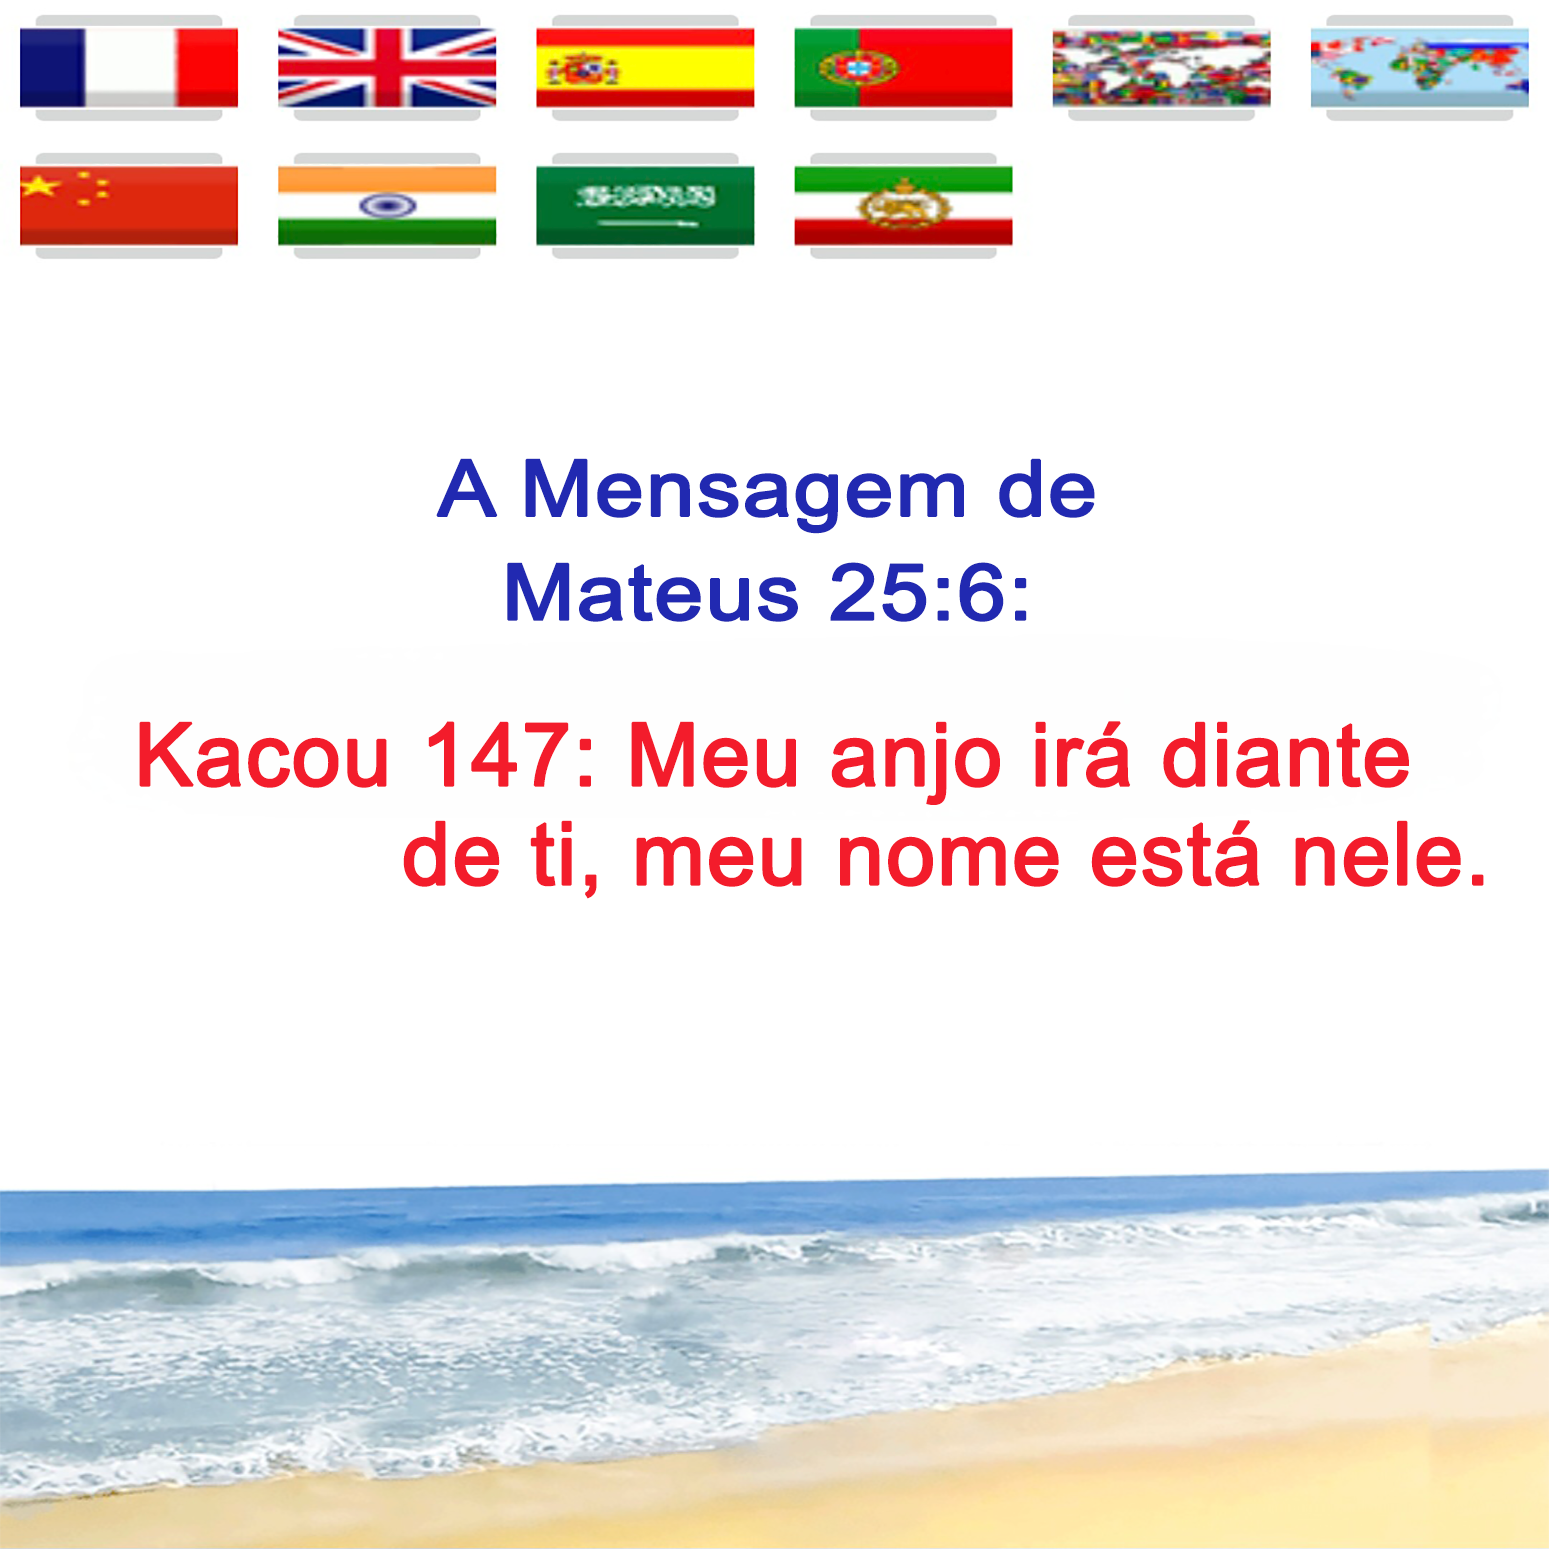 A Mensagem de
Mateus 25:6:
Kacou 147: Meu anjo irá diante
de ti, meu nome está nele.